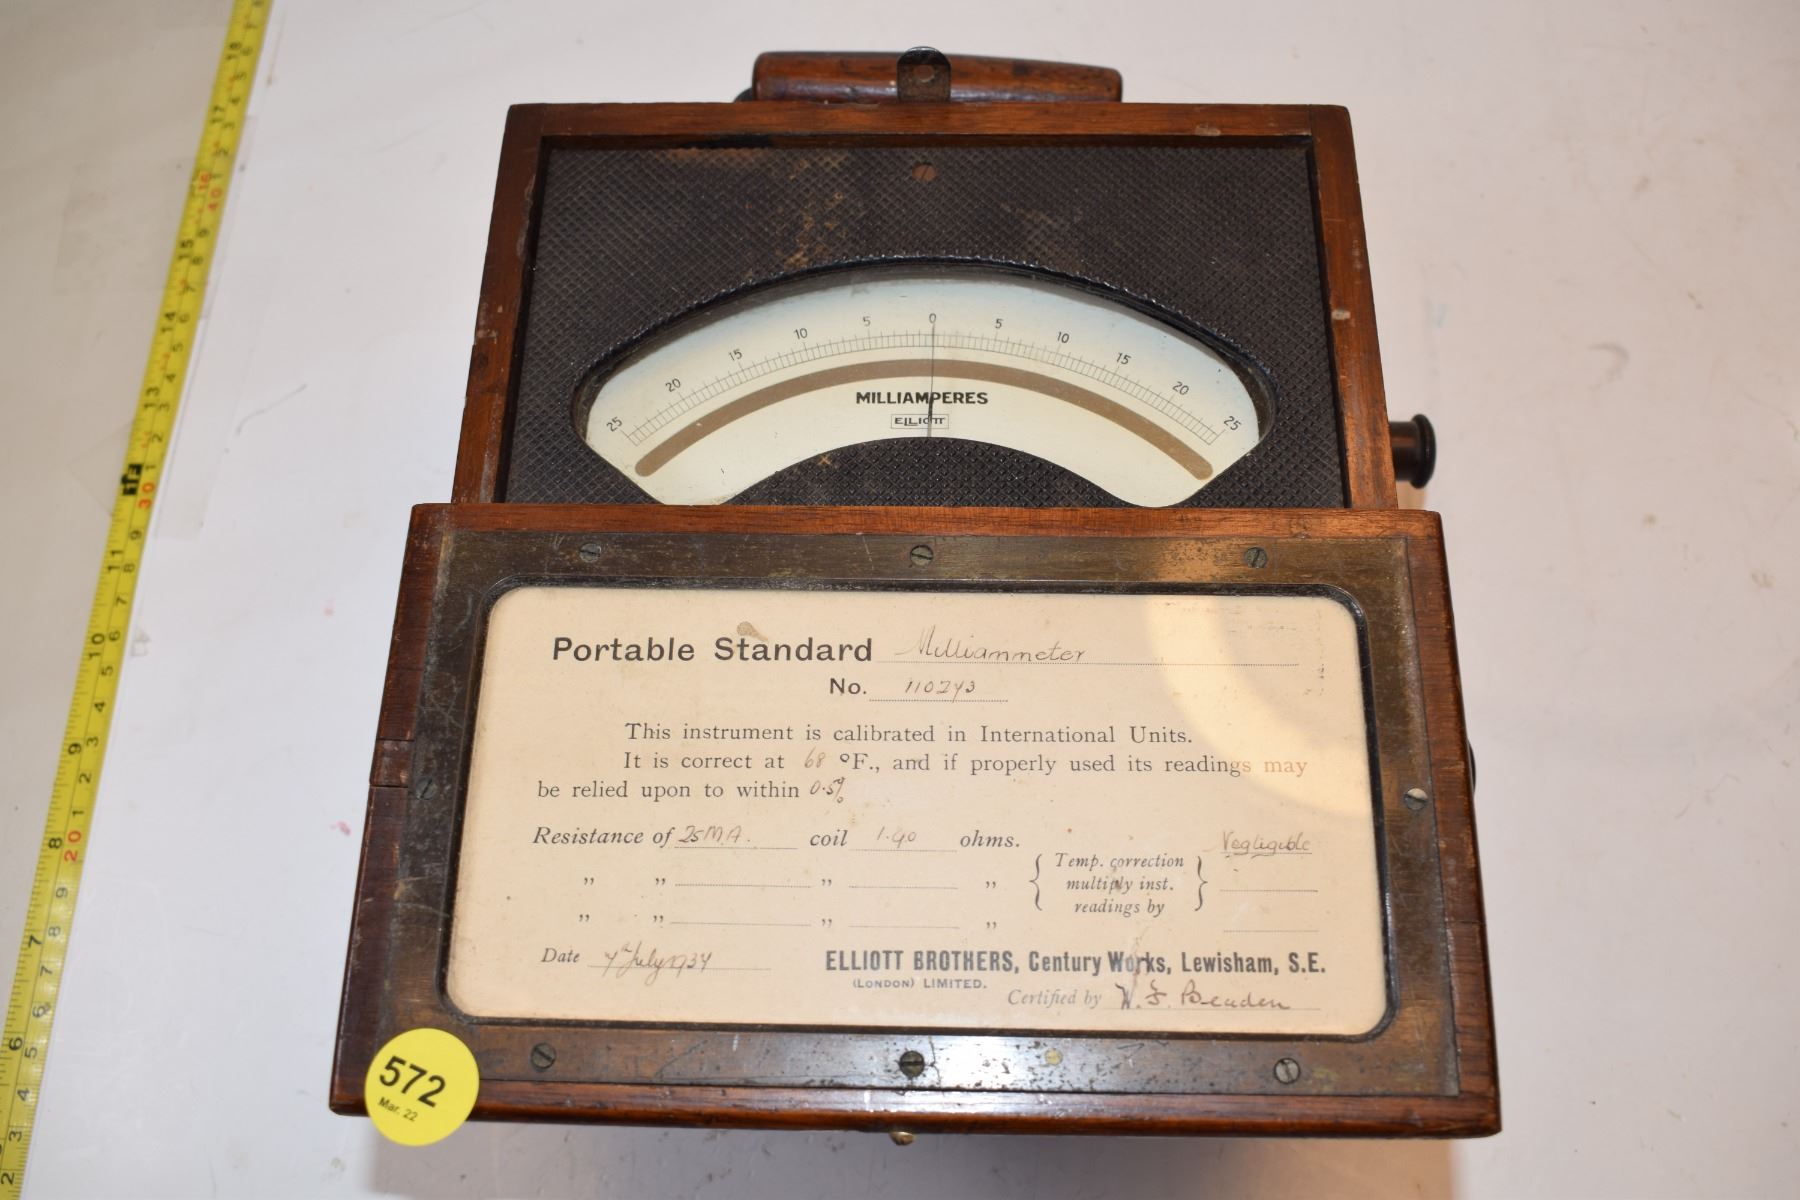 25 20 15 10 5 0 5 10 15 20 25
MILLIAMPERES
ELLIOTT
Portable Standard Milliammeter
No. 110243
This instrument is calibrated in International Units.
It is correct at 68 °F., and if properly used its readings may
be relied upon to within 0.5%
Resistance of 25 M.A. coil 1.90 ohms.
Temp. correction
multiply inst.
readings by
Negligible
„ „ „ „
„ „ „ „
Date July 1934
ELLIOTT BROTHERS, Century Works, Lewisham, S.E.
(LONDON) LIMITED.
Certified by W. F. Beaden
572
Mar. 22